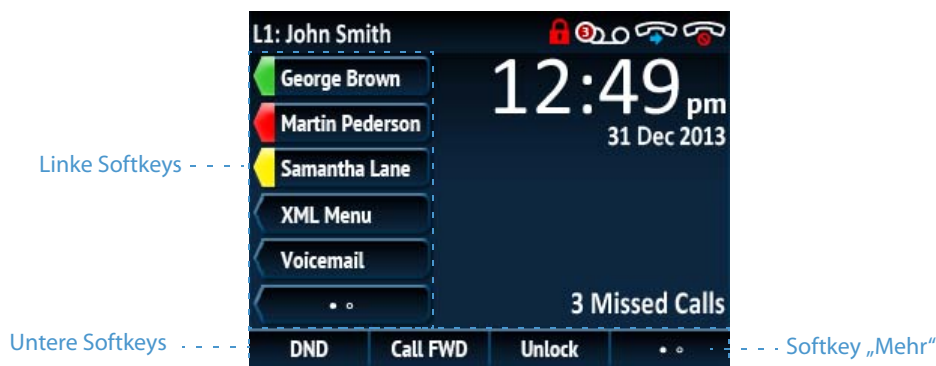 L1: John Smith 3
George Brown
12:49 pm
Martin Pederson
31 Dec 2013
Linke Softkeys
Samantha Lane
XML Menu
Voicemail
3 Missed Calls
Untere Softkeys
DND Call FWD Unlock
Softkey „Mehr“